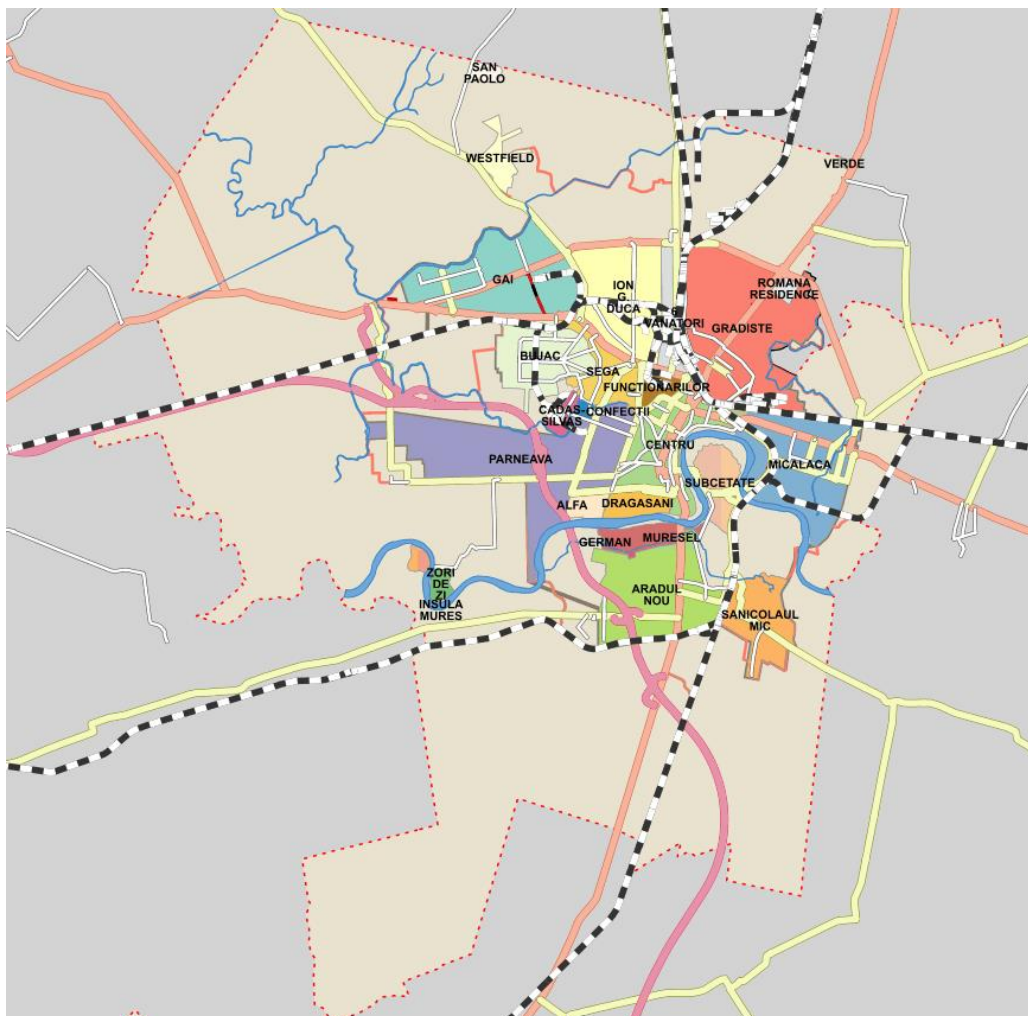 SAN
PAOLO
WESTFIELD
VERDE
GAI
ION
G.
DUCA
ROMANA
RESIDENCE
VANATORI
GRADISTE
BUJAC
SEGA
FUNCTIONARILOR
CADAS-
SILVAS
CONFECTII
CENTRU
PARNEAVA
MICALACA
SUBCETATE
ALFA
DRAGASANI
GERMAN
MURESEL
ZORI
DE
ZI
INSULA
MURES
ARADUL
NOU
SANICOLAUL
MIC